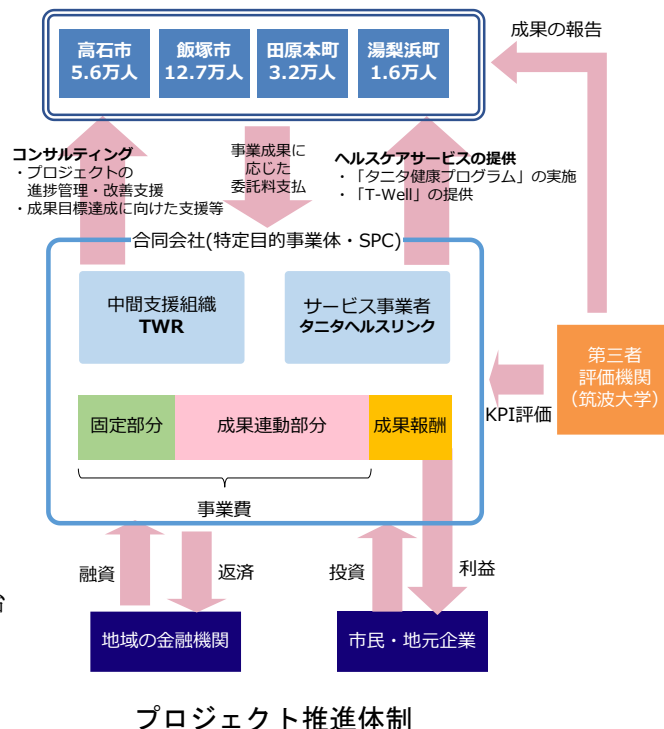 高石市
5.6万人
飯塚市
12.7万人
田原本町
3.2万人
湯梨浜町
1.6万人
成果の報告
コンサルティング
・プロジェクトの
進捗管理・改善支援
・成果目標達成に向けた支援等
事業成果に
応じた
委託料支払
ヘルスケアサービスの提供
・「タニタ健康プログラム」の実施
・「T-Well」の提供
合同会社(特定目的事業体・SPC)
中間支援組織
TWR
サービス事業者
タニタヘルスリンク
第三者
評価機関
(筑波大学)
KPI評価
固定部分
成果連動部分
成果報酬
事業費
融資
返済
投資
利益
地域の金融機関
市民・地元企業
プロジェクト推進体制